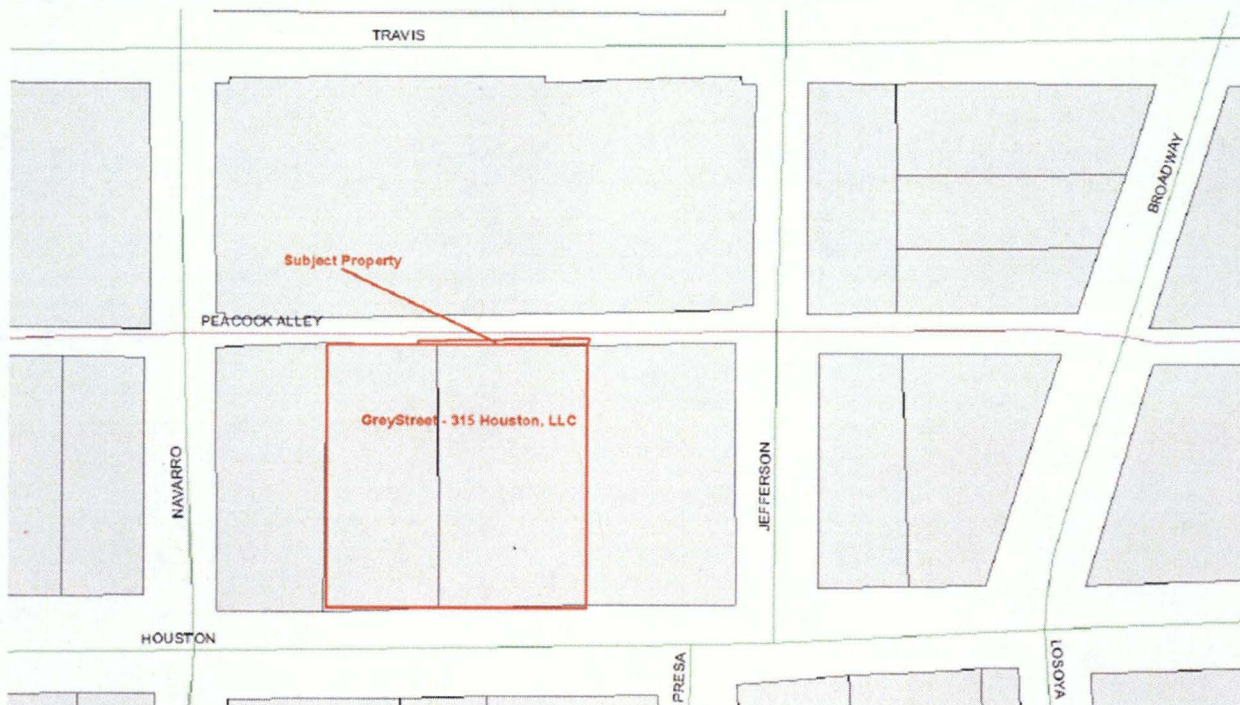 TRAVIS
BROADWAY
Subject Property
PEACOCK ALLEY
GreyStreet - 315 Houston, LLC
NAVARRO
JEFFERSON
HOUSTON
PRESA
LOSOYA